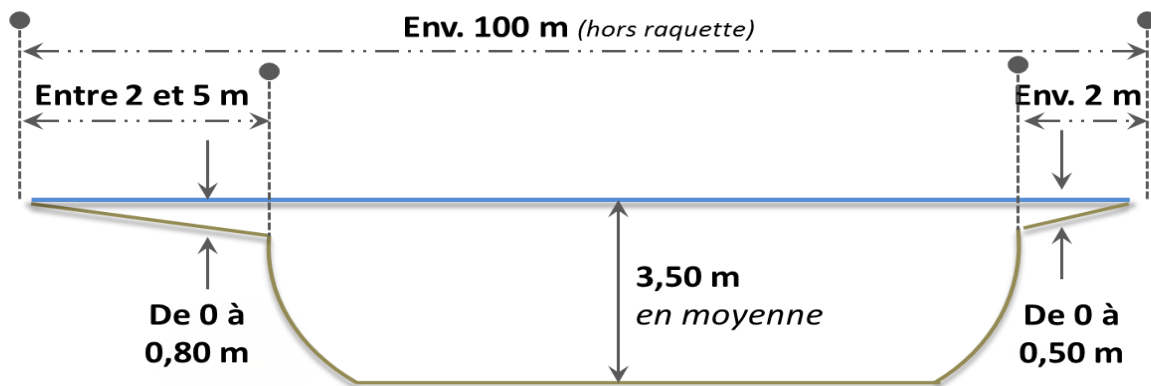 Env. 100 m (hors raquette)
Entre 2 et 5 m
Env. 2 m
3,50 m
en moyenne
De 0 à
0,80 m
De 0 à
0,50 m